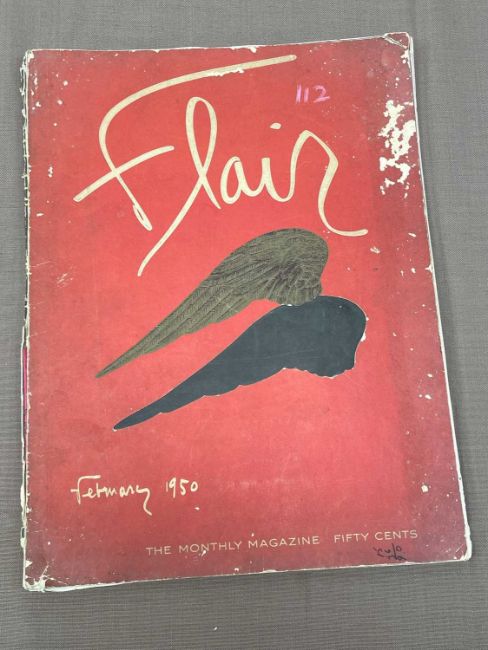 112
Flair
February 1950
THE MONTHLY MAGAZINE FIFTY CENTS